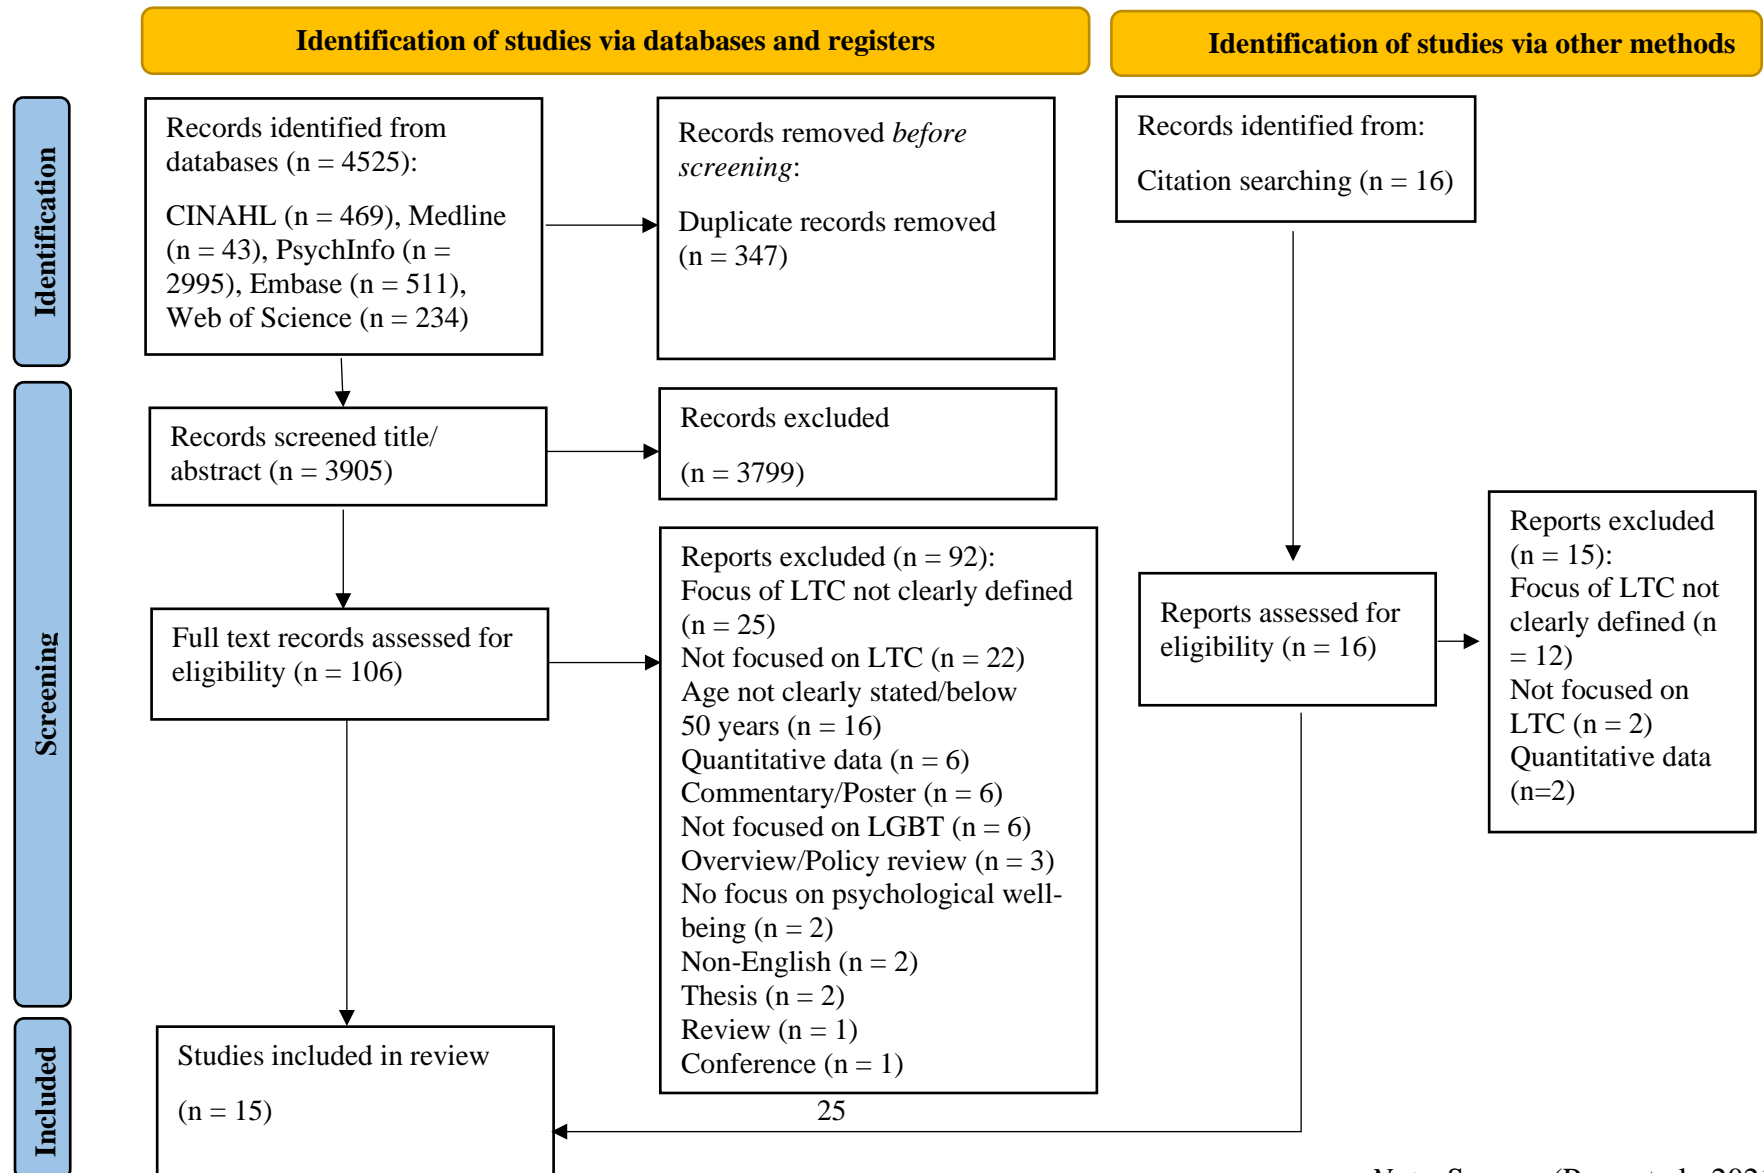 Identification of studies via databases and registers
Identification of studies via other methods
Identification
Records identified from
databases (n = 4525):
CINAHL (n = 469), Medline
(n = 43), PsychInfo (n =
2995), Embase (n = 511),
Web of Science (n = 234)
Records removed before
screening:
Duplicate records removed
(n = 347)
Records identified from:
Citation searching (n = 16)
Screening
Records screened title/
abstract (n = 3905)
Records excluded
(n = 3799)
Full text records assessed for
eligibility (n = 106)
Reports excluded (n = 92):
Focus of LTC not clearly defined
(n = 25)
Not focused on LTC (n = 22)
Age not clearly stated/below
50 years (n = 16)
Quantitative data (n = 6)
Commentary/Poster (n = 6)
Not focused on LGBT (n = 6)
Overview/Policy review (n = 3)
No focus on psychological well-
being (n = 2)
Non-English (n = 2)
Thesis (n = 2)
Review (n = 1)
Conference (n = 1)
Reports assessed for
eligibility (n = 16)
Reports excluded
(n = 15):
Focus of LTC not
clearly defined (n
= 12)
Not focused on
LTC (n = 2)
Quantitative data
(n=2)
Included
Studies included in review
(n = 15)
25